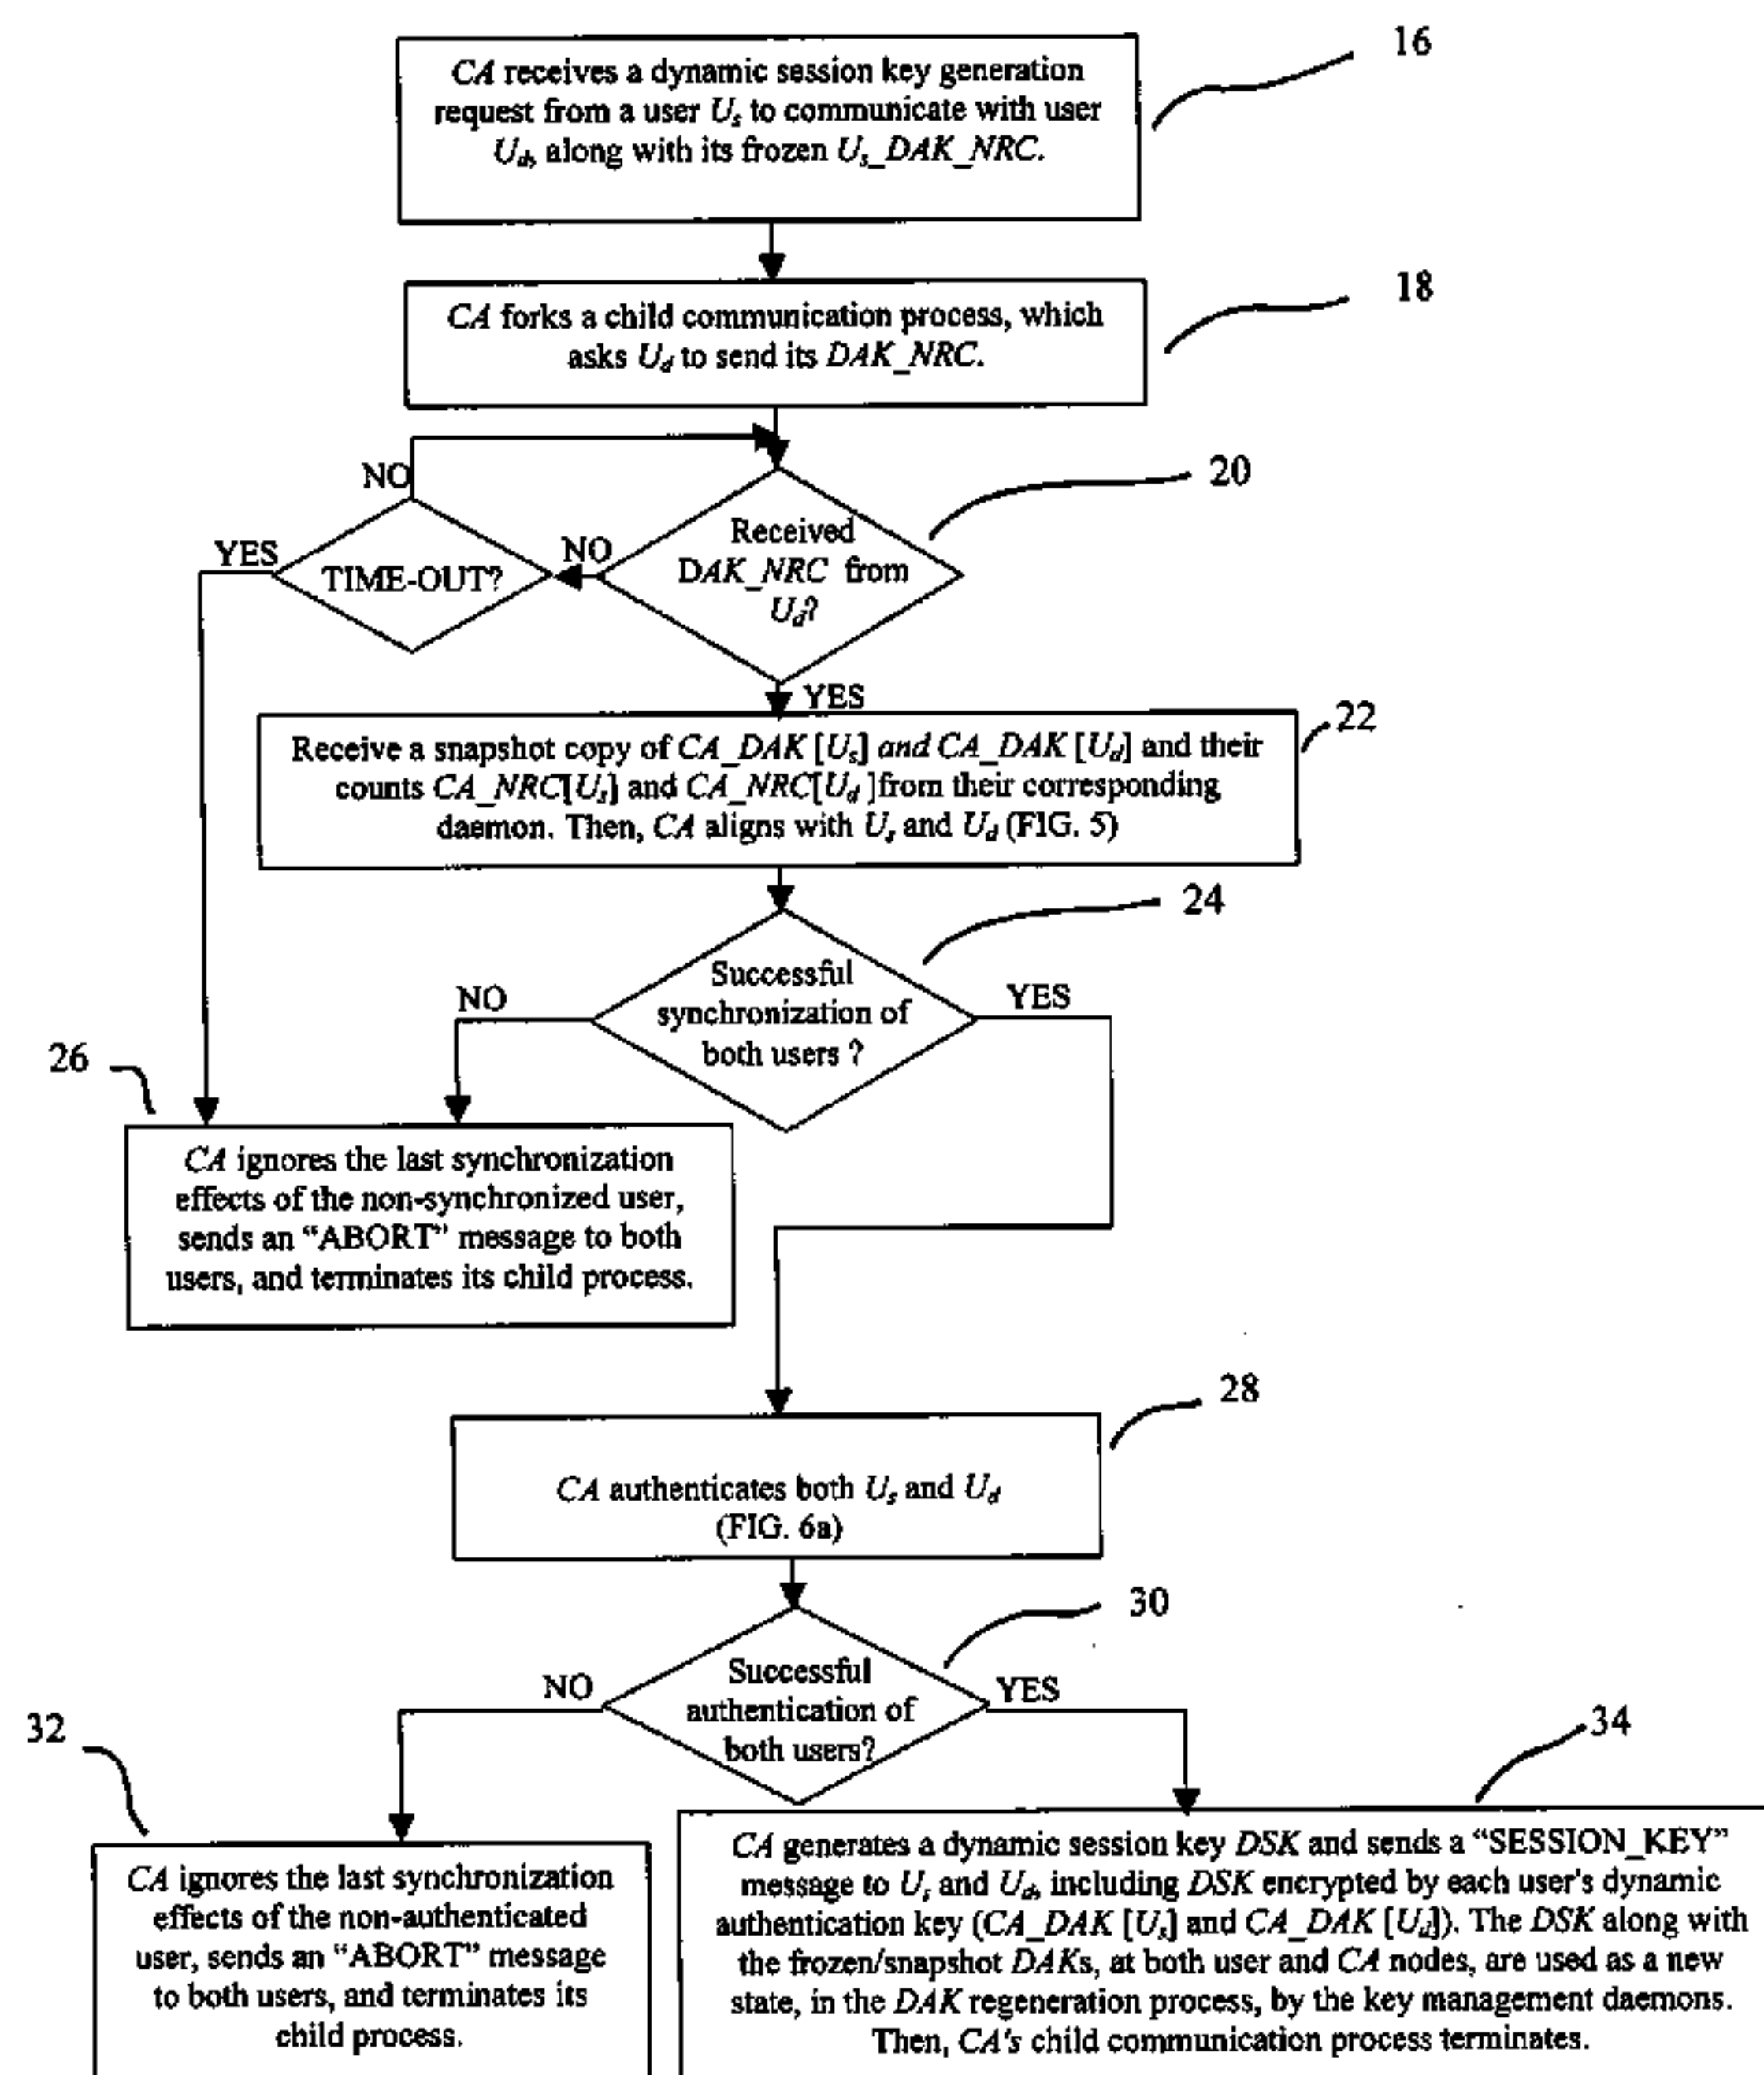 16
CA receives a dynamic session key generation
request from a user Us to communicate with user
Ud, along with its frozen Us_DAK_NRC.
18
CA forks a child communication process, which
asks Ud to send its DAK_NRC.
NO
20
YES
TIME-OUT?
NO
Received
DAK_NRC from
Ud?
YES
22
Receive a snapshot copy of CA_DAK [Us] and CA_DAK [Ud] and their
counts CA_NRC[Us] and CA_NRC[Ud ]from their corresponding
daemon. Then, CA aligns with Us and Ud (FIG. 5)
24
Successful
synchronization of
both users ?
NO
YES
26
CA ignores the last synchronization
effects of the non-synchronized user,
sends an “ABORT” message to both
users, and terminates its child process.
28
CA authenticates both Us and Ud
(FIG. 6a)
30
Successful
authentication of
both users?
NO
YES
32
CA ignores the last synchronization
effects of the non-authenticated
user, sends an “ABORT” message
to both users, and terminates its
child process.
34
CA generates a dynamic session key DSK and sends a “SESSION_KEY”
message to Us and Ud, including DSK encrypted by each user's dynamic
authentication key (CA_DAK [Us] and CA_DAK [Ud]). The DSK along with
the frozen/snapshot DAKs, at both user and CA nodes, are used as a new
state, in the DAK regeneration process, by the key management daemons.
Then, CA's child communication process terminates.